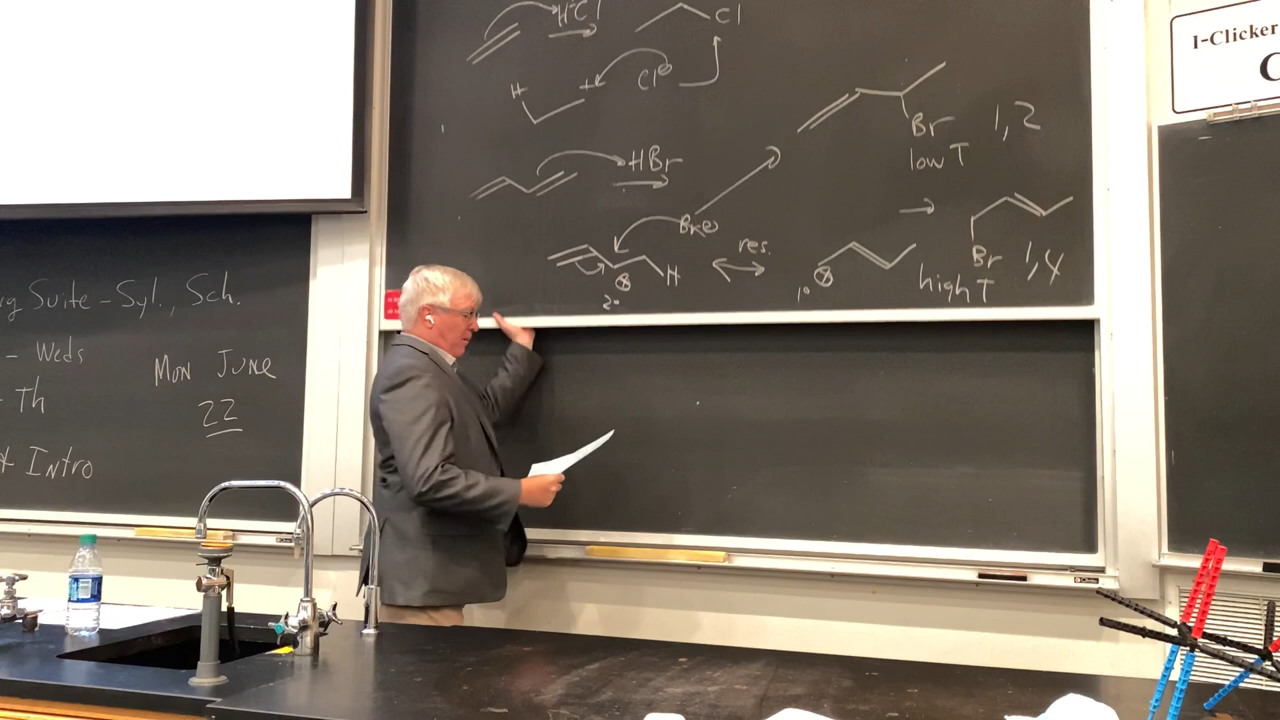 HCl
Cl
H
+
Cl⊖
Br
1,2
low T
HBr
Br⊖
res.
H
⊕
2°
⊕
1°
Br
1,4
high T
g Suite - Syl., Sch.
- Weds
Mon June
22
- Th
Intro
I-Clicker
C